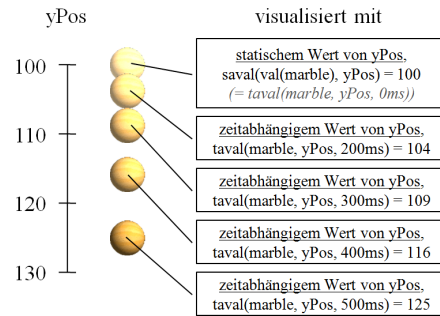 yPos
visualisiert mit
100
110
120
130
statischem Wert von yPos,
saval(val(marble), yPos) = 100
(= taval(marble, yPos, 0ms))
zeitabhängigem Wert von yPos,
taval(marble, yPos, 200ms) = 104
zeitabhängigem Wert von yPos,
taval(marble, yPos, 300ms) = 109
zeitabhängigem Wert von yPos,
taval(marble, yPos, 400ms) = 116
zeitabhängigem Wert von yPos,
taval(marble, yPos, 500ms) = 125